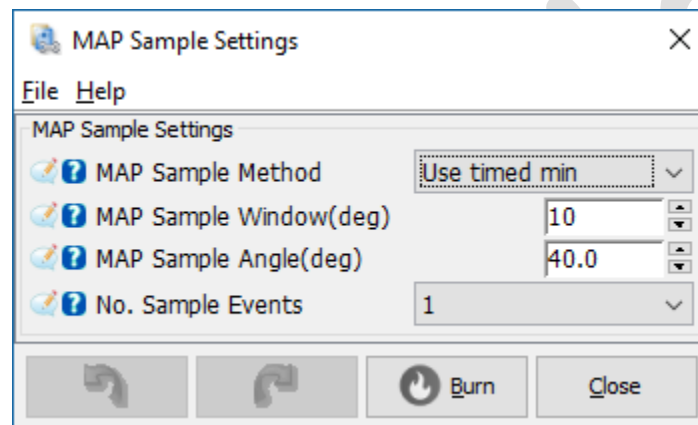 MAP Sample Settings
File Help
MAP Sample Settings
? MAP Sample Method Use timed min
? MAP Sample Window(deg) 10
? MAP Sample Angle(deg) 40.0
? No. Sample Events 1
Burn Close